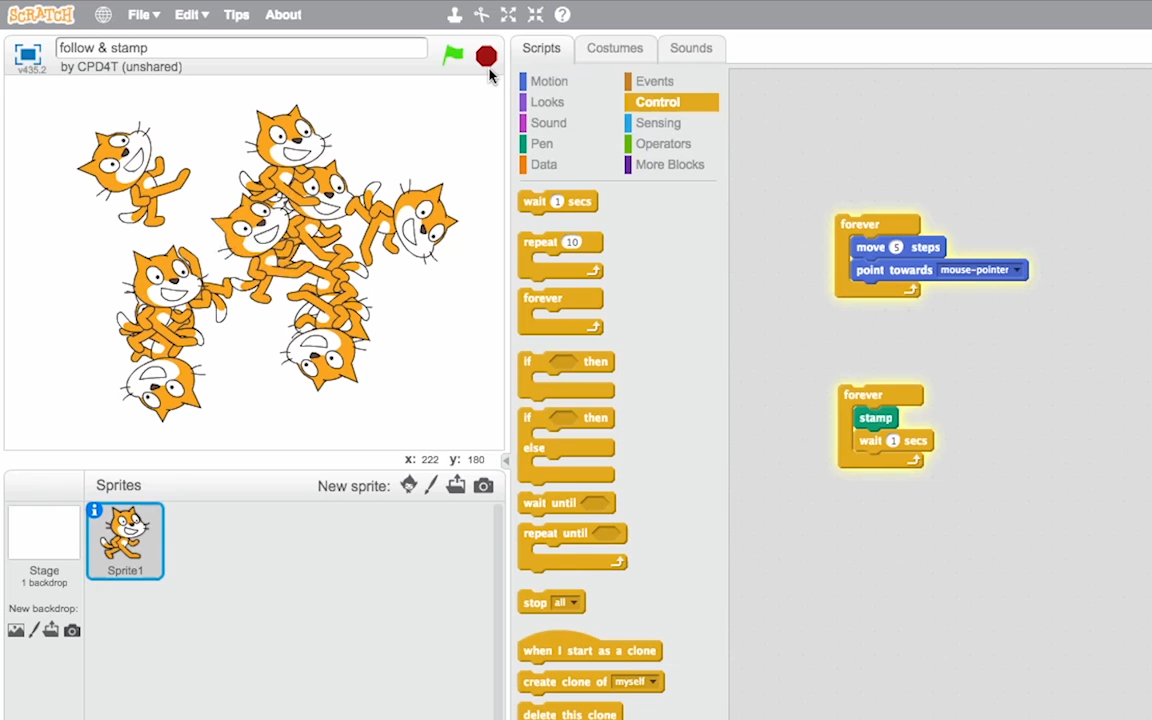 SCRATCH File Edit Tips About
follow & stamp
by CPD4T (unshared)
v435.2
x: 222 y: 180
Sprites New sprite:
Sprite1
Stage
1 backdrop
New backdrop:
Scripts Costumes Sounds
Motion Events
Looks Control
Sound Sensing
Pen Operators
Data More Blocks
wait 1 secs
repeat 10
forever
if then
if then
else
wait until
repeat until
stop all
when I start as a clone
create clone of myself
delete this clone
forever
move 5 steps
point towards mouse-pointer
forever
stamp
wait 1 secs